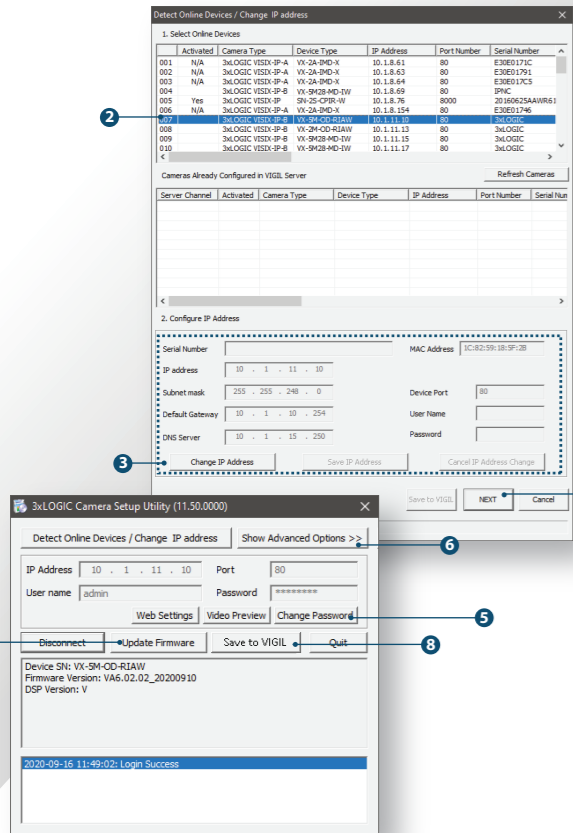 Detect Online Devices / Change IP address
1. Select Online Devices
Activated Camera Type Device Type IP Address Port Number Serial Number
001 N/A 3xLOGIC VISIX-IP-A VX-2A-IMD-X 10.1.8.61 80 E30E0171C
002 N/A 3xLOGIC VISIX-IP-A VX-2A-IMD-X 10.1.8.63 80 E30E01791
003 N/A 3xLOGIC VISIX-IP-A VX-2A-IMD-X 10.1.8.64 80 E30E017C5
004 3xLOGIC VISIX-IP-B VX-5M28-MD-IW 10.1.8.69 80 IPNC
005 Yes 3xLOGIC VISIX-IP SN-2S-CPIR-W 10.1.8.76 8000 20160625AAWR61
006 N/A 3xLOGIC VISIX-IP-A VX-2A-IMD-X 10.1.8.154 80 E30E01746
2
007 3xLOGIC VISIX-IP-B VX-5M-OD-RIAW 10.1.11.10 80 3xLOGIC
008 3xLOGIC VISIX-IP-B VX-2M-OD-RIAW 10.1.11.13 80 3xLOGIC
009 3xLOGIC VISIX-IP-B VX-5M28-MD-IW 10.1.11.15 80 3xLOGIC
010 3xLOGIC VISIX-IP-B VX-5M28-MD-IW 10.1.11.17 80 3xLOGIC
Cameras Already Configured in VIGIL Server Refresh Cameras
Server Channel Activated Camera Type Device Type IP Address Port Number Serial Num
2. Configure IP Address
Serial Number MAC Address 1C:82:59:18:5F:2B
IP address 10 . 1 . 11 . 10
Subnet mask 255 . 255 . 248 . 0 Device Port 80
Default Gateway 10 . 1 . 10 . 254 User Name
DNS Server 10 . 1 . 15 . 250 Password
3
Change IP Address Save IP Address Cancel IP Address Change
Save to VIGIL NEXT Cancel
3xLOGIC Camera Setup Utility (11.50.0000)
Detect Online Devices / Change IP address Show Advanced Options >>
6
IP Address 10 . 1 . 11 . 10 Port 80
User name admin Password ********
Web Settings Video Preview Change Password
5
Disconnect Update Firmware Save to VIGIL Quit
8
Device SN: VX-5M-OD-RIAW
Firmware Version: VA6.02.02_20200910
DSP Version: V
2020-09-16 11:49:02: Login Success